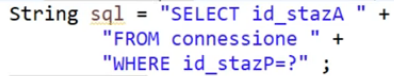 String sql = "SELECT id_stazA " +
"FROM connessione " +
"WHERE id_stazP=?" ;